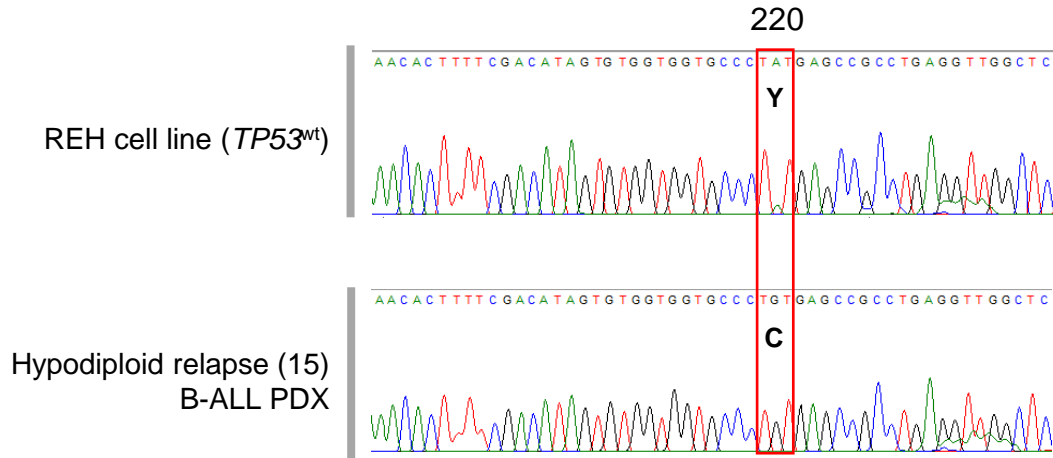 220
AACACTTTTCGACATAGTGTGGTGGTGCCCTATGAGCCGCCTGAGGTTGGCTC
Y
REH cell line (TP53wt)
AACACTTTTCGACATAGTGTGGTGGTGCCCTGTGAGCCGCCTGAGGTTGGCTC
C
Hypodiploid relapse (15)
B-ALL PDX